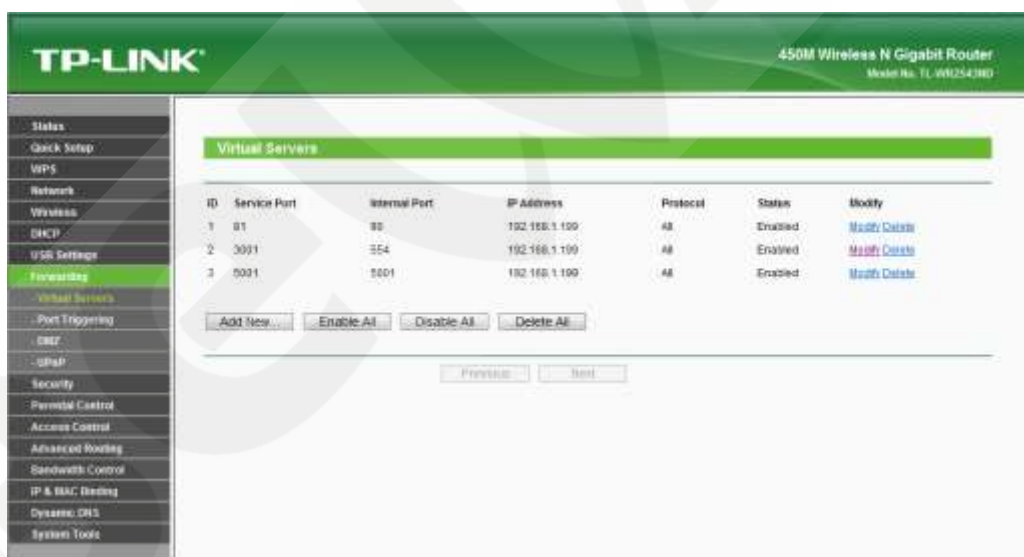 TP-LINK
450M Wireless N Gigabit Router
Model No. TL-WR2543ND
Status
Quick Setup
WPS
Network
Wireless
DHCP
USB Settings
Forwarding
- Virtual Servers
- Port Triggering
- DMZ
- UPnP
Security
Parental Control
Access Control
Advanced Routing
Bandwidth Control
IP & MAC Binding
Dynamic DNS
System Tools
Virtual Servers
ID Service Port Internal Port IP Address Protocol Status Modify
1 81 80 192.168.1.199 All Enabled Modify Delete
2 3001 554 192.168.1.199 All Enabled Modify Delete
3 5001 5001 192.168.1.199 All Enabled Modify Delete
Add New... Enable All Disable All Delete All
Previous Next